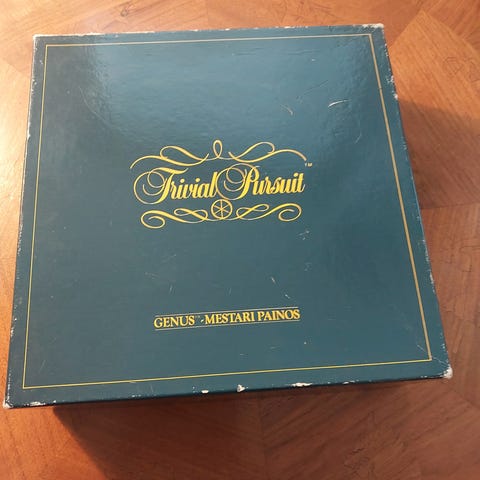 Trivial Pursuit™
GENUS™-MESTARI PAINOS